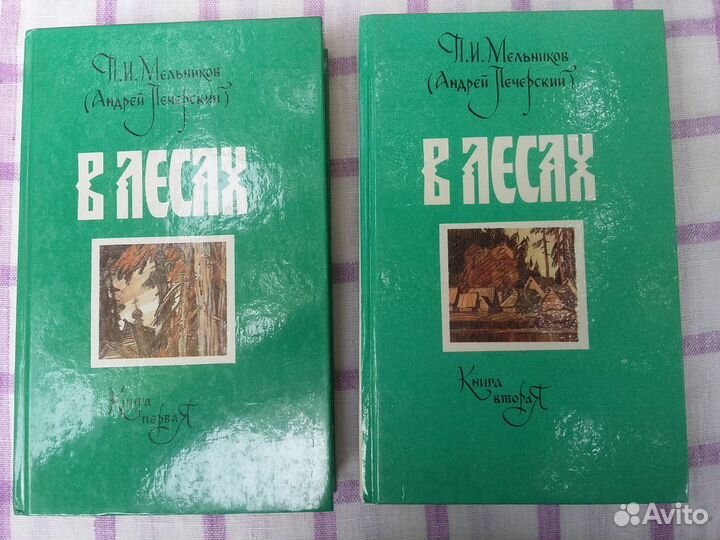 П.И. Мельников
(Андрей Печерский)
В ЛЕСАХ
Книга
первая
П.И. Мельников
(Андрей Печерский)
В ЛЕСАХ
Книга
вторая
Avito